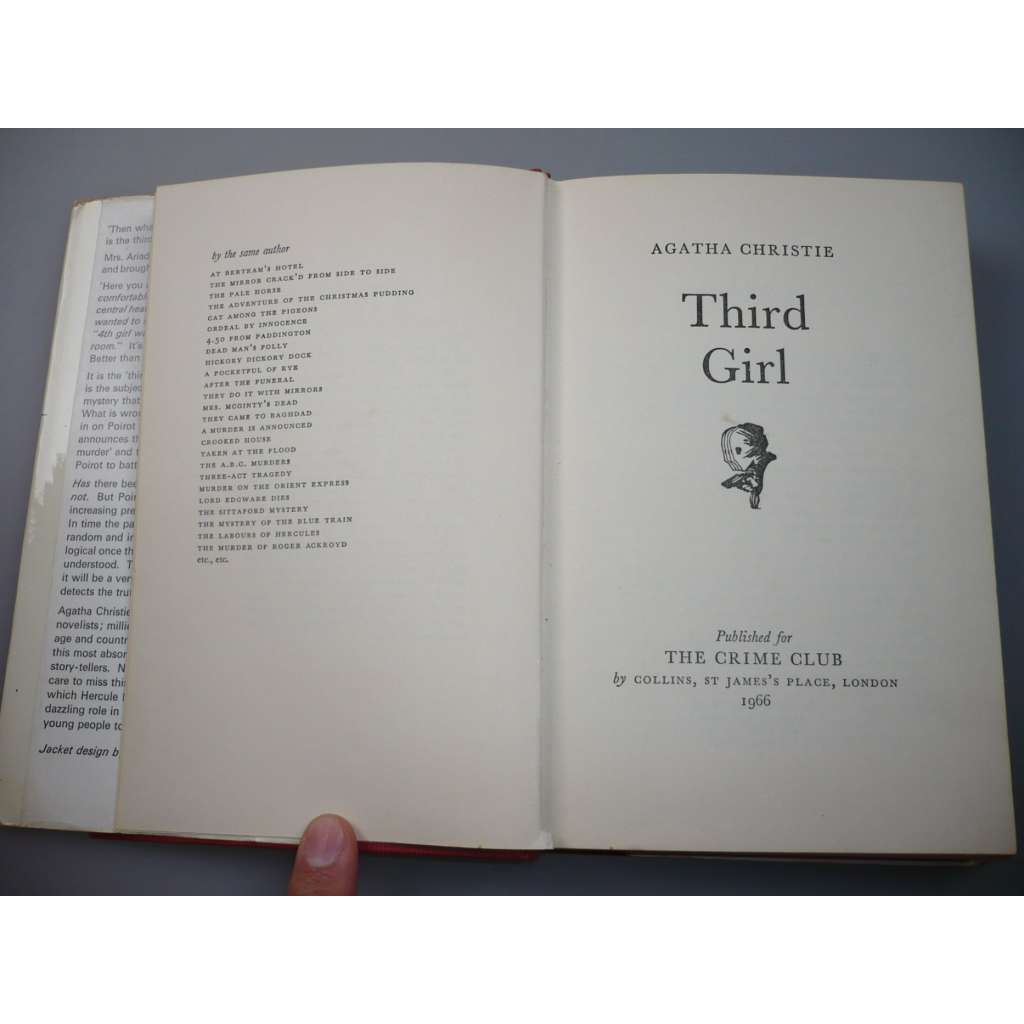 'Then wha
is the third
Mrs. Ariad
and brough
'Here you
comfortable
central hea
wanted to
"4th girl wa
room." It's
Better than
It is the 'thir
is the subjec
mystery that
What is wro
in on Poirot
announces th
murder' and t
Poirot to batt
Has there bee
not. But Poir
increasing pre
In time the pa
random and in
logical once th
understood. T
it will be a ver
detects the trut
Agatha Christie
novelists; millio
age and countr
this most absor
story-tellers. N
care to miss this
which Hercule
dazzling role in
young people to
Jacket design b
by the same author
AT BERTRAM'S HOTEL
THE MIRROR CRACK'D FROM SIDE TO SIDE
THE PALE HORSE
THE ADVENTURE OF THE CHRISTMAS PUDDING
CAT AMONG THE PIGEONS
ORDEAL BY INNOCENCE
4.50 FROM PADDINGTON
DEAD MAN'S FOLLY
HICKORY DICKORY DOCK
A POCKETFUL OF RYE
AFTER THE FUNERAL
THEY DO IT WITH MIRRORS
MRS. MCGINTY'S DEAD
THEY CAME TO BAGHDAD
A MURDER IS ANNOUNCED
CROOKED HOUSE
TAKEN AT THE FLOOD
THE A.B.C. MURDERS
THREE-ACT TRAGEDY
MURDER ON THE ORIENT EXPRESS
LORD EDGWARE DIES
THE SITTAFORD MYSTERY
THE MYSTERY OF THE BLUE TRAIN
THE LABOURS OF HERCULES
THE MURDER OF ROGER ACKROYD
etc., etc.
AGATHA CHRISTIE
Third
Girl
Published for
THE CRIME CLUB
by COLLINS, ST JAMES'S PLACE, LONDON
1966